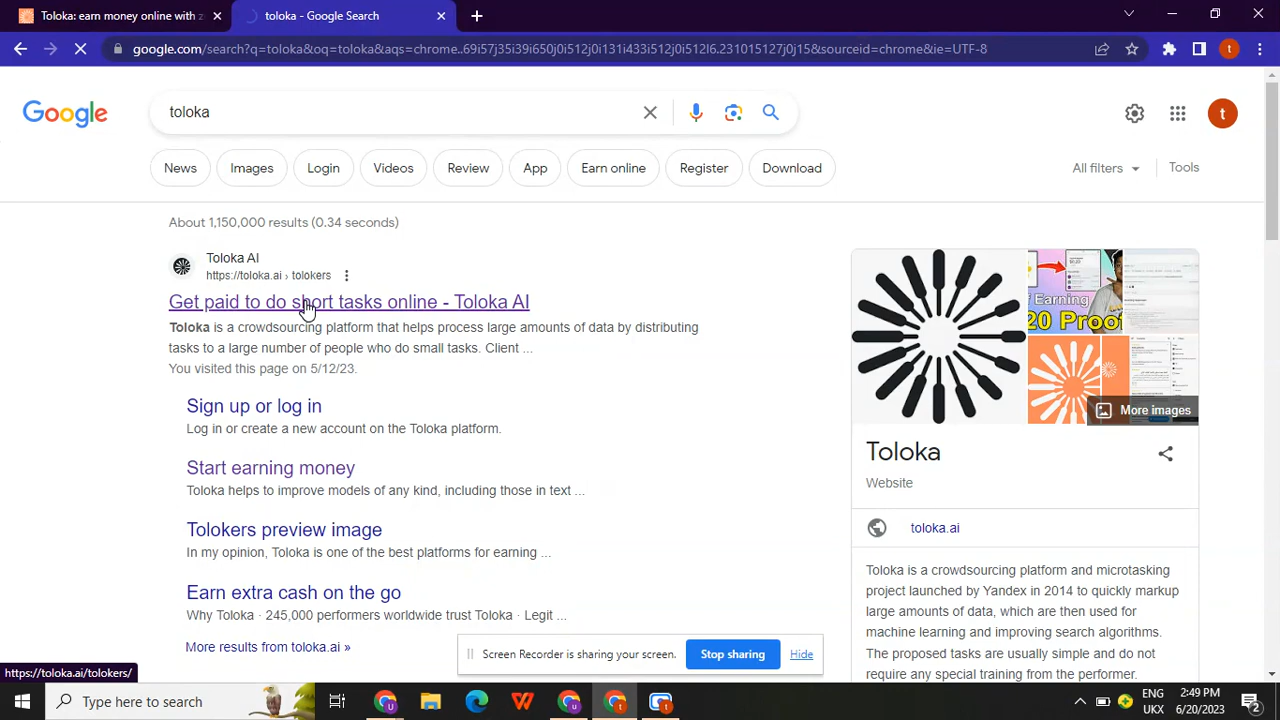 Toloka: earn money online with z
toloka - Google Search
google.com/search?q=toloka&oq=toloka&aqs=chrome..69i57j35i39i650j0i512j0i131i433i512j0i512l6.231015127j0j15&sourceid=chrome&ie=UTF-8
t
Google
toloka
t
News
Images
Login
Videos
Review
App
Earn online
Register
Download
All filters
Tools
About 1,150,000 results (0.34 seconds)
Toloka AI
https://toloka.ai › tolokers
Get paid to do short tasks online - Toloka AI
Toloka is a crowdsourcing platform that helps process large amounts of data by distributing
tasks to a large number of people who do small tasks. Client ...
You visited this page on 5/12/23.
Sign up or log in
Log in or create a new account on the Toloka platform.
Start earning money
Toloka helps to improve models of any kind, including those in text ...
Tolokers preview image
In my opinion, Toloka is one of the best platforms for earning ...
Earn extra cash on the go
Why Toloka · 245,000 performers worldwide trust Toloka · Legit ...
More results from toloka.ai »
Earning
20 Proof
More images
Toloka
Website
toloka.ai
Toloka is a crowdsourcing platform and microtasking
project launched by Yandex in 2014 to quickly markup
large amounts of data, which are then used for
machine learning and improving search algorithms.
The proposed tasks are usually simple and do not
require any special training from the performer.
Screen Recorder is sharing your screen.
Stop sharing
Hide
https://toloka.ai/tolokers/
Type here to search
ENG
UKX
2:49 PM
6/20/2023
2